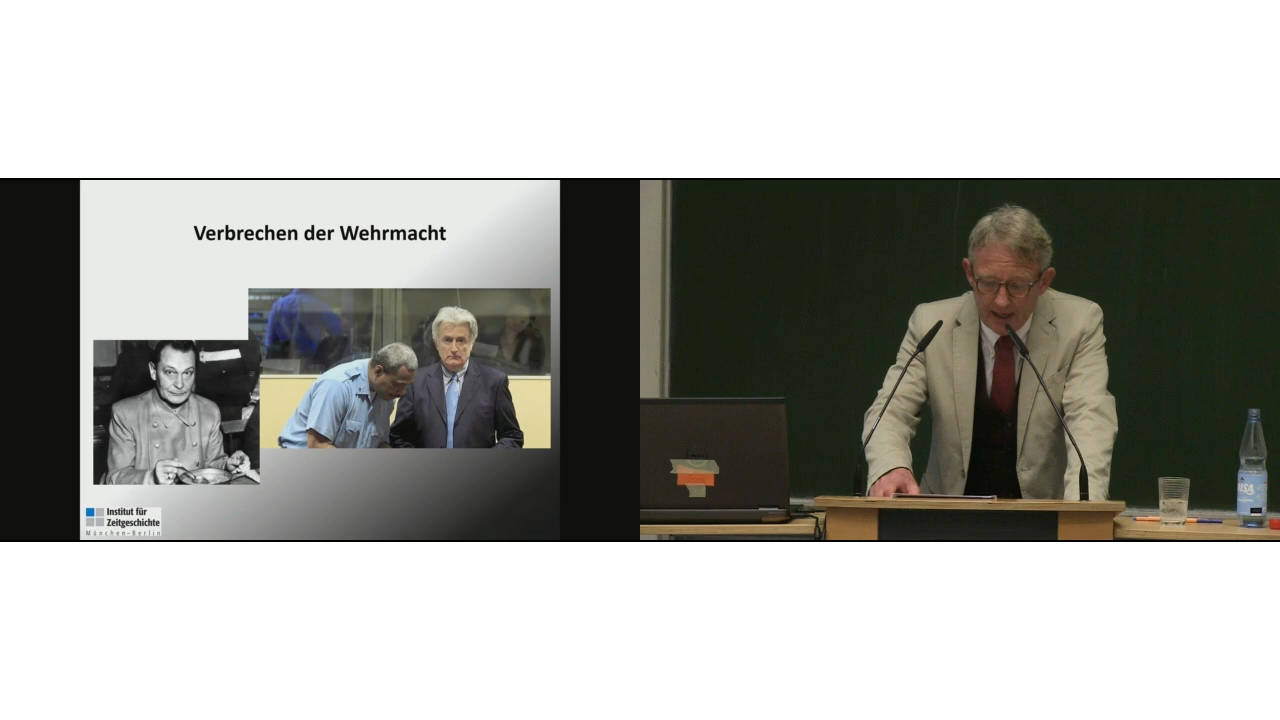 Verbrechen der Wehrmacht
Institut für
Zeitgeschichte
München-Berlin